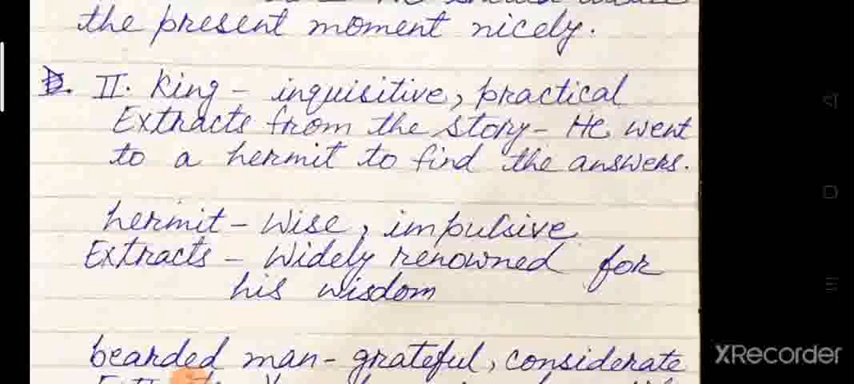 the present moment nicely.
D. II. King - inquisitive, practical
Extracts from the story - He went
to a hermit to find the answers.
hermit - Wise, impulsive
Extracts - Widely renowned for
his wisdom
bearded man - grateful, considerate
XRecorder